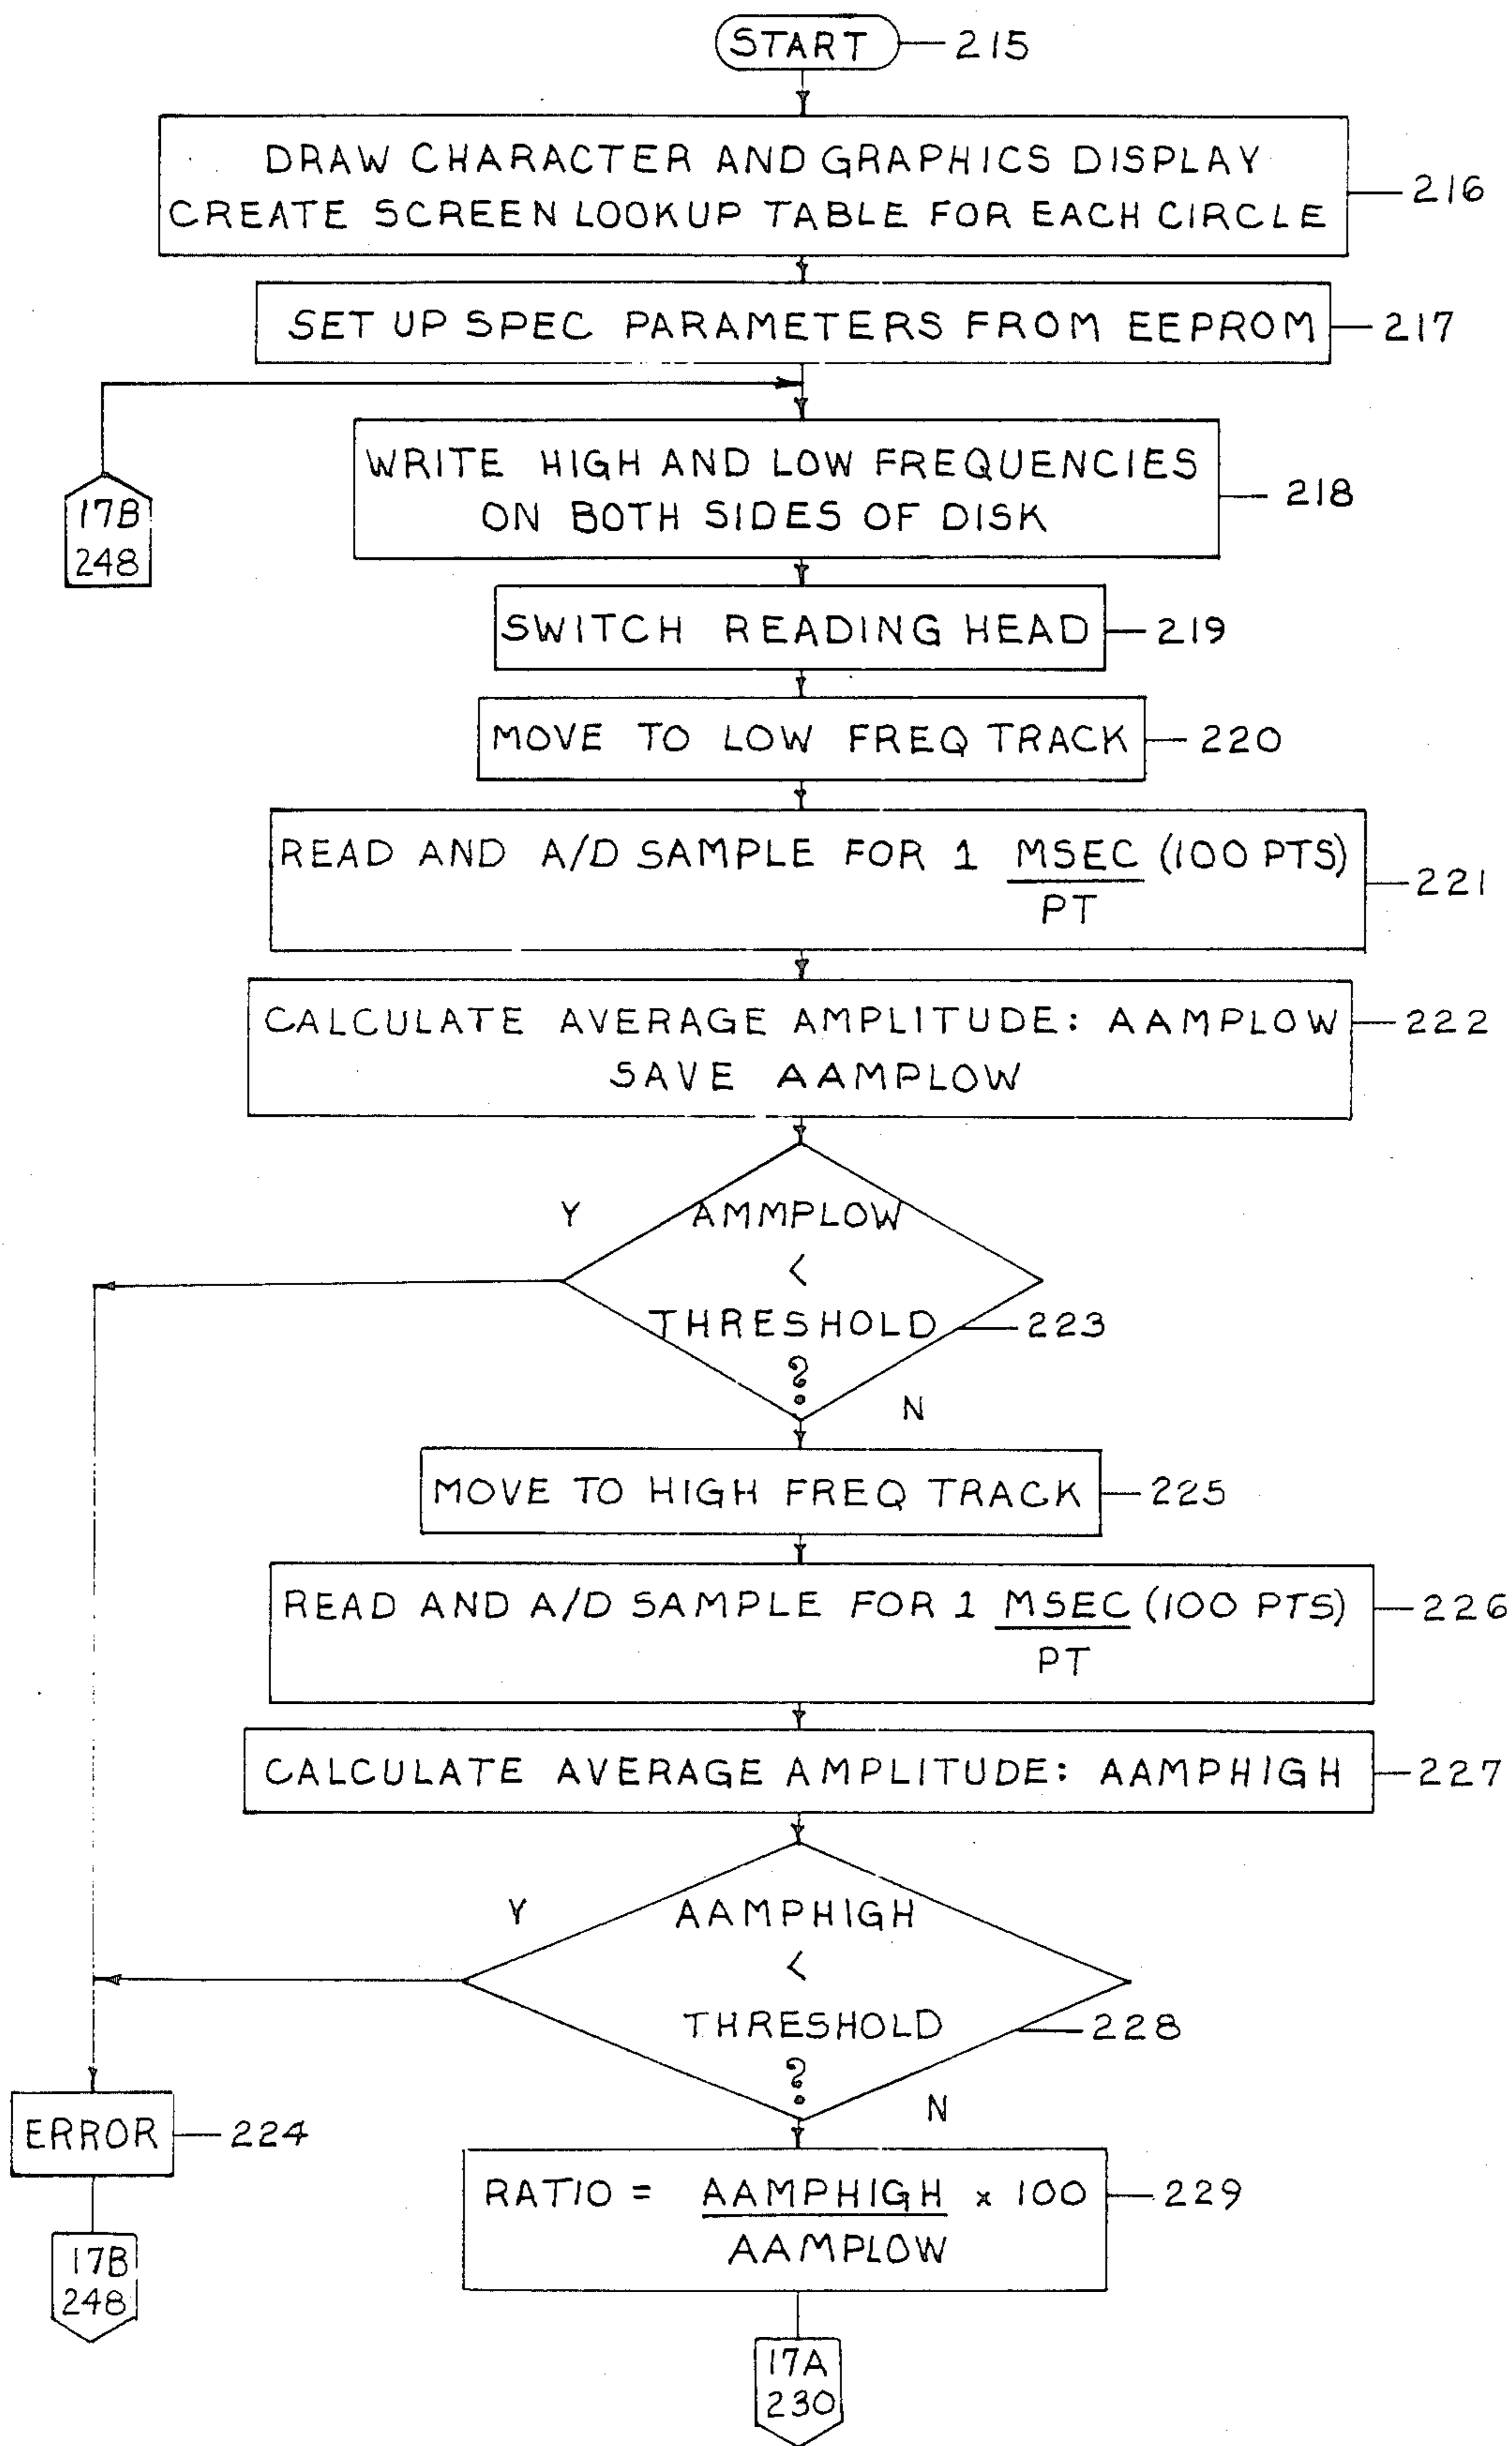 START 215
DRAW CHARACTER AND GRAPHICS DISPLAY
CREATE SCREEN LOOKUP TABLE FOR EACH CIRCLE
216
SET UP SPEC PARAMETERS FROM EEPROM 217
17B
248
WRITE HIGH AND LOW FREQUENCIES
ON BOTH SIDES OF DISK
218
SWITCH READING HEAD 219
MOVE TO LOW FREQ TRACK 220
READ AND A/D SAMPLE FOR 1 MSEC (100 PTS)
PT
221
CALCULATE AVERAGE AMPLITUDE: AAMPLOW 222
SAVE AAMPLOW
Y
AMMPLOW
<
THRESHOLD 223
?
N
MOVE TO HIGH FREQ TRACK 225
READ AND A/D SAMPLE FOR 1 MSEC (100 PTS) 226
PT
CALCULATE AVERAGE AMPLITUDE: AAMPHIGH 227
Y
AAMPHIGH
<
THRESHOLD 228
?
N
ERROR 224
17B
248
RATIO = AAMPHIGH x 100 229
AAMPLOW
17A
230